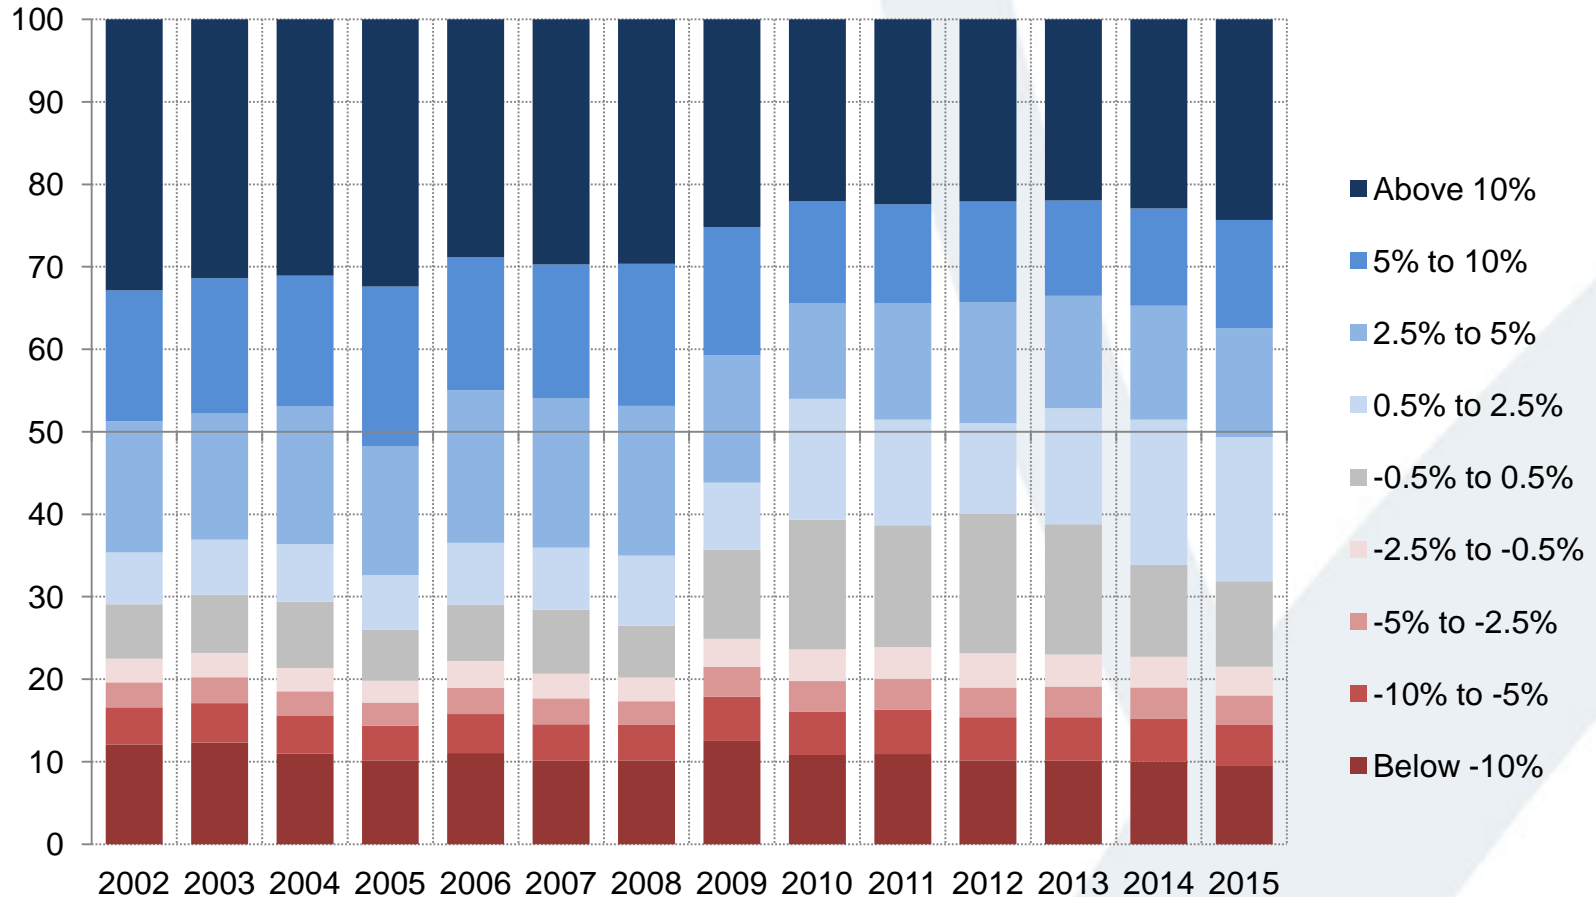 100
90
80
70
60
50
40
30
20
10
0
2002 2003 2004 2005 2006 2007 2008 2009 2010 2011 2012 2013 2014 2015
Above 10%
5% to 10%
2.5% to 5%
0.5% to 2.5%
-0.5% to 0.5%
-2.5% to -0.5%
-5% to -2.5%
-10% to -5%
Below -10%